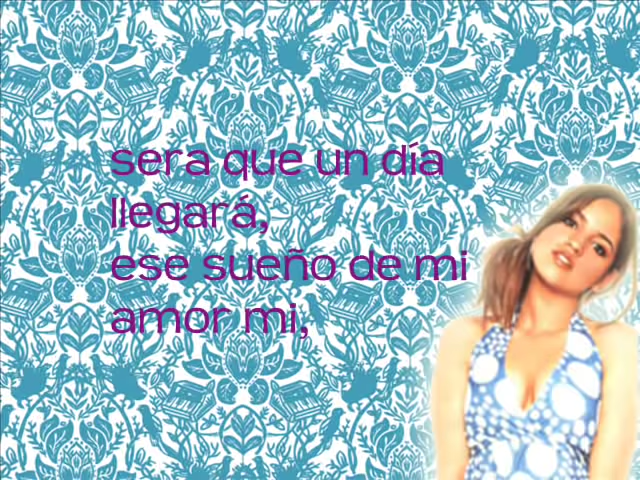 sera que un día
llegará,
ese sueño de mi
amor mi,